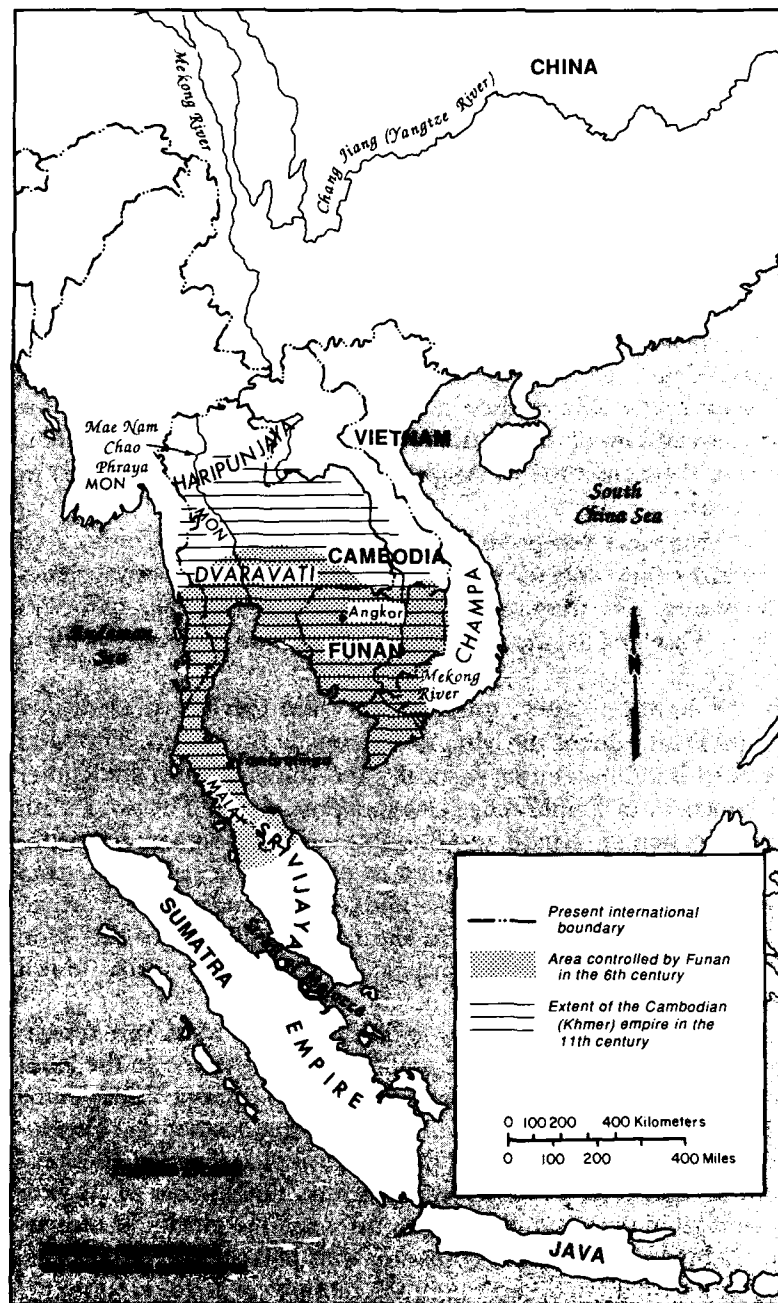 CHINA
Mekong River
Chang Jiang (Yangtze River)
Mae Nam
Chao
Phraya
MON
HARIPUNJAYA
VIETNAM
South
China Sea
MON
CAMBODIA
DVARAVATI
Angkor
CHAMPA
Sea
FUNAN
Mekong
River
N
MALAY
SRIVIJAYA
SUMATRA
EMPIRE
Present international
boundary
Area controlled by Funan
in the 6th century
Extent of the Cambodian
(Khmer) empire in the
11th century
0 100 200 400 Kilometers
0 100 200 400 Miles
JAVA